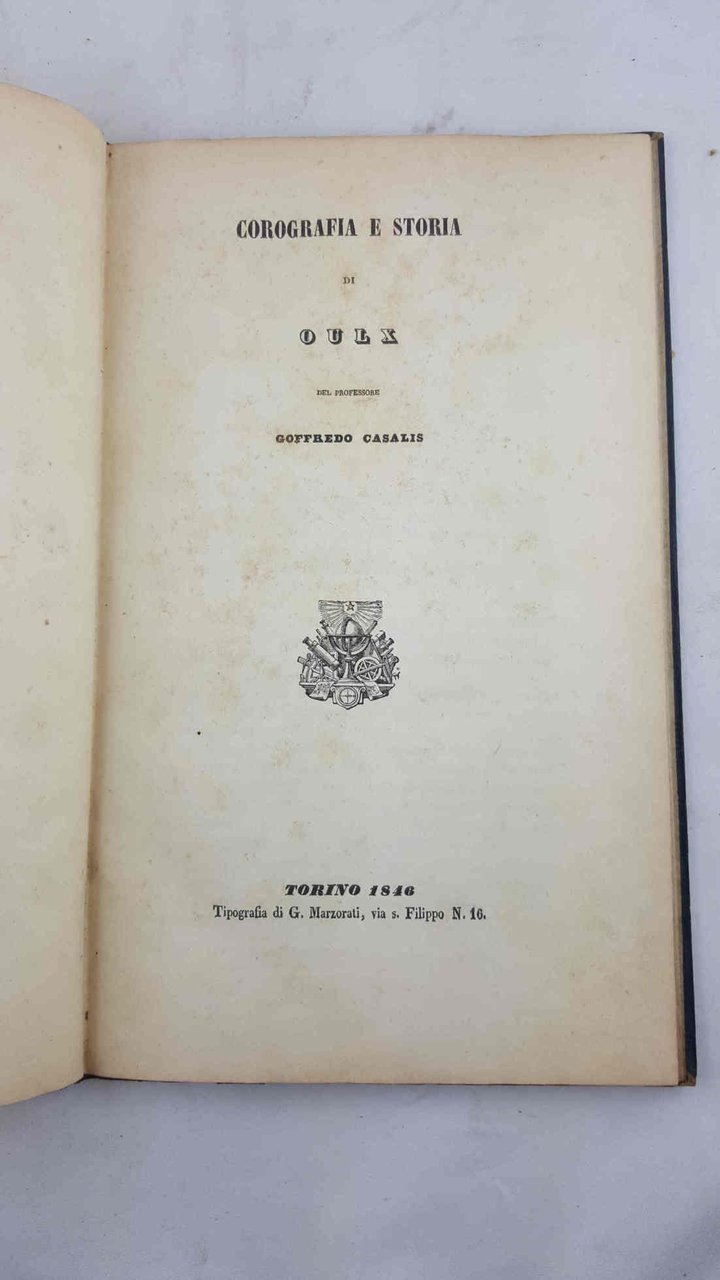 COROGRAFIA E STORIA
DI
OULX
DEL PROFESSORE
GOFFREDO CASALIS
TORINO 1846
Tipografia di G. Marzorati, via s. Filippo N. 16.